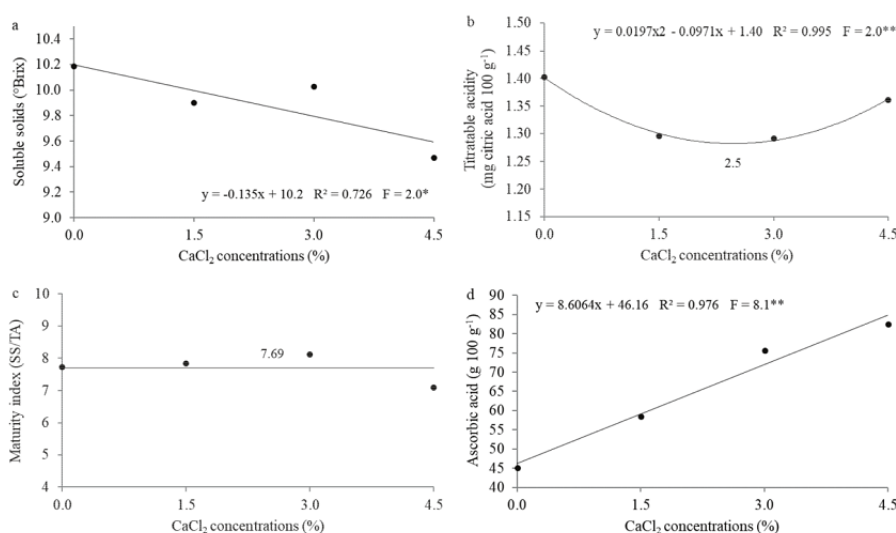 a
10.4
10.2
10.0
9.8
9.6
9.4
9.2
9.0
Soluble solids (°Brix)
y = -0.135x + 10.2 R² = 0.726 F = 2.0*
0.0 1.5 3.0 4.5
CaCl₂ concentrations (%)
b
1.50
1.45
1.40
1.35
1.30
1.25
1.20
1.15
Titratable acidity
(mg citric acid 100 g⁻¹)
y = 0.0197x2 - 0.0971x + 1.40 R² = 0.995 F = 2.0**
2.5
0.0 1.5 3.0 4.5
CaCl₂ concentrations (%)
c
10
9
8
7
6
5
4
Maturity index (SS/TA)
7.69
0.0 1.5 3.0 4.5
CaCl₂ concentrations (%)
d
90
85
80
75
70
65
60
55
50
45
40
Ascorbic acid (g 100 g⁻¹)
y = 8.6064x + 46.16 R² = 0.976 F = 8.1**
0.0 1.5 3.0 4.5
CaCl₂ concentrations (%)